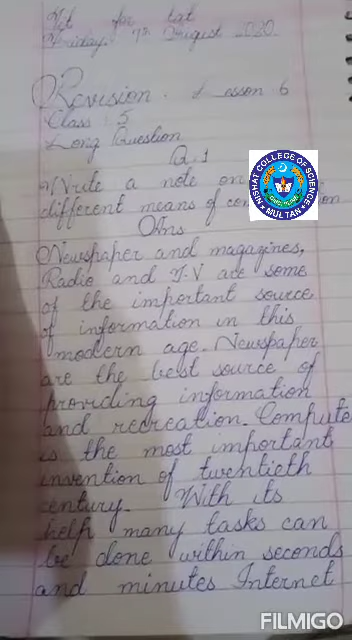 Tit for tat
Friday. 7th August 2020.
Revision. Lesson 6
Class: 5
Long Question
Q.1
Write a note on
different means of
NISHAT COLLEGE OF SCIENCE
MULTAN
Ans
Newspaper and magazines,
Radio and T.V are some
of the important source
of information in this
modern age. Newspaper
are the best source of
providing information
and recreation. Compute
is the most important
invention of twentieth
century. With its
help many tasks can
be done within seconds
and minutes Internet
FILMIGO